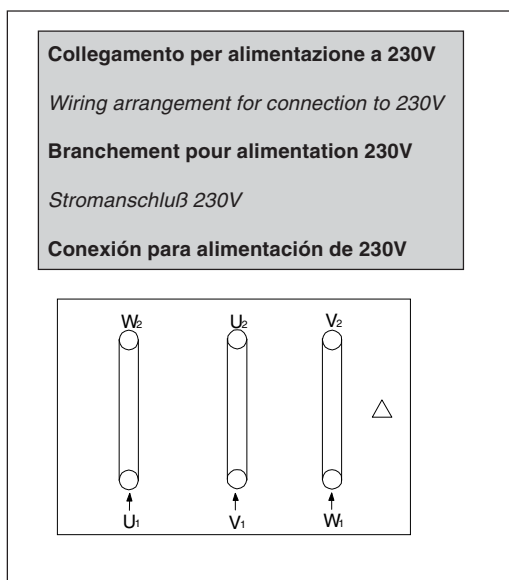 Collegamento per alimentazione a 230V
Wiring arrangement for connection to 230V
Branchement pour alimentation 230V
Stromanschluß 230V
Conexión para alimentación de 230V
W2 U2 V2
U1 V1 W1